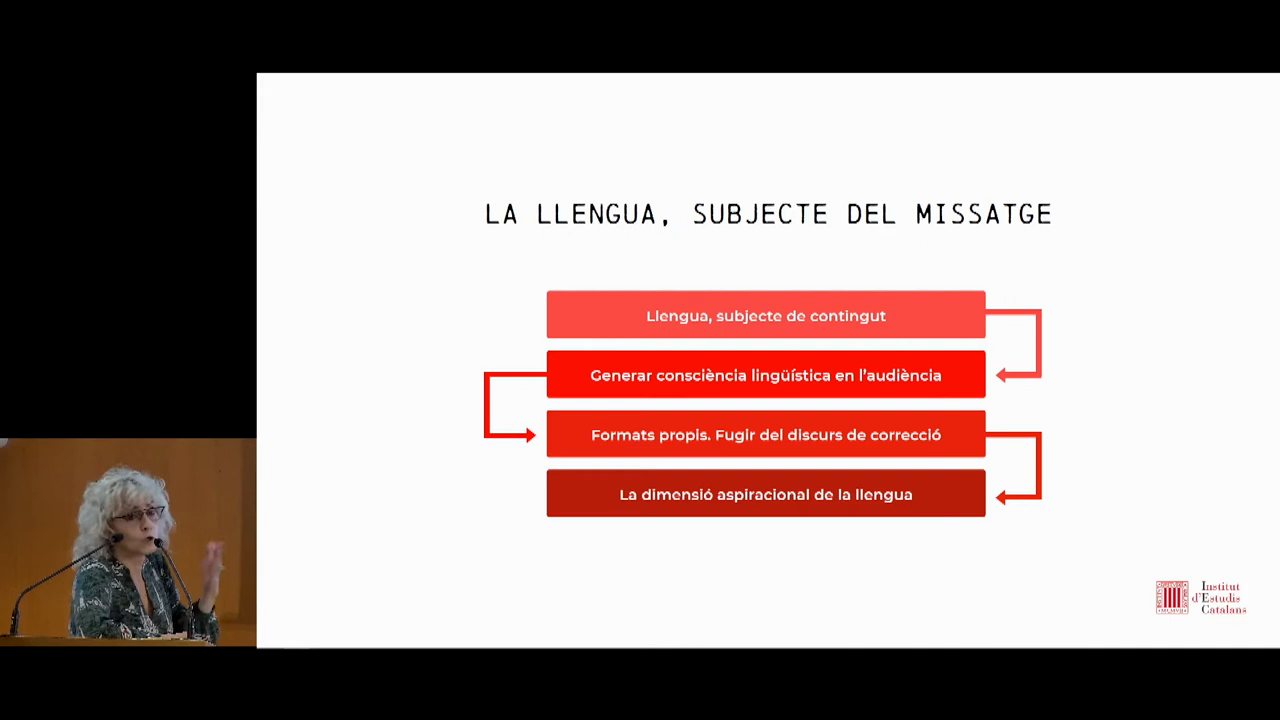 LA LLENGUA, SUBJECTE DEL MISSATGE
Llengua, subjecte de contingut
Generar consciència lingüística en l'audiència
Formats propis. Fugir del discurs de correcció
La dimensió aspiracional de la llengua
Institut
d'Estudis
Catalans